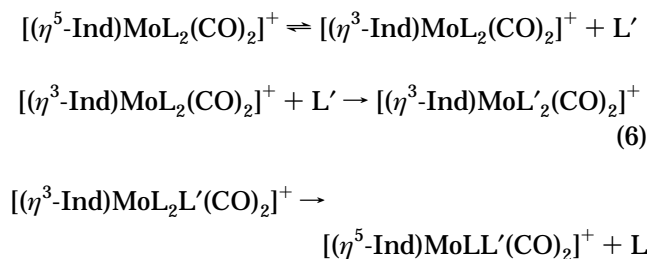 [(η⁵-Ind)MoL₂(CO)₂]⁺ ⇌ [(η³-Ind)MoL₂(CO)₂]⁺ + L′
[(η³-Ind)MoL₂(CO)₂]⁺ + L′ → [(η³-Ind)MoL′₂(CO)₂]⁺
(6)
[(η³-Ind)MoL₂L′(CO)₂]⁺ →
[(η⁵-Ind)MoLL′(CO)₂]⁺ + L